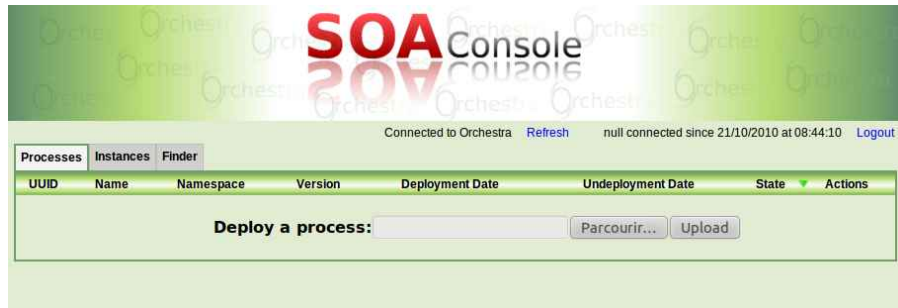 SOA Console
Connected to Orchestra Refresh null connected since 21/10/2010 at 08:44:10 Logout
Processes Instances Finder
UUID Name Namespace Version Deployment Date Undeployment Date State Actions
Deploy a process: Parcourir... Upload